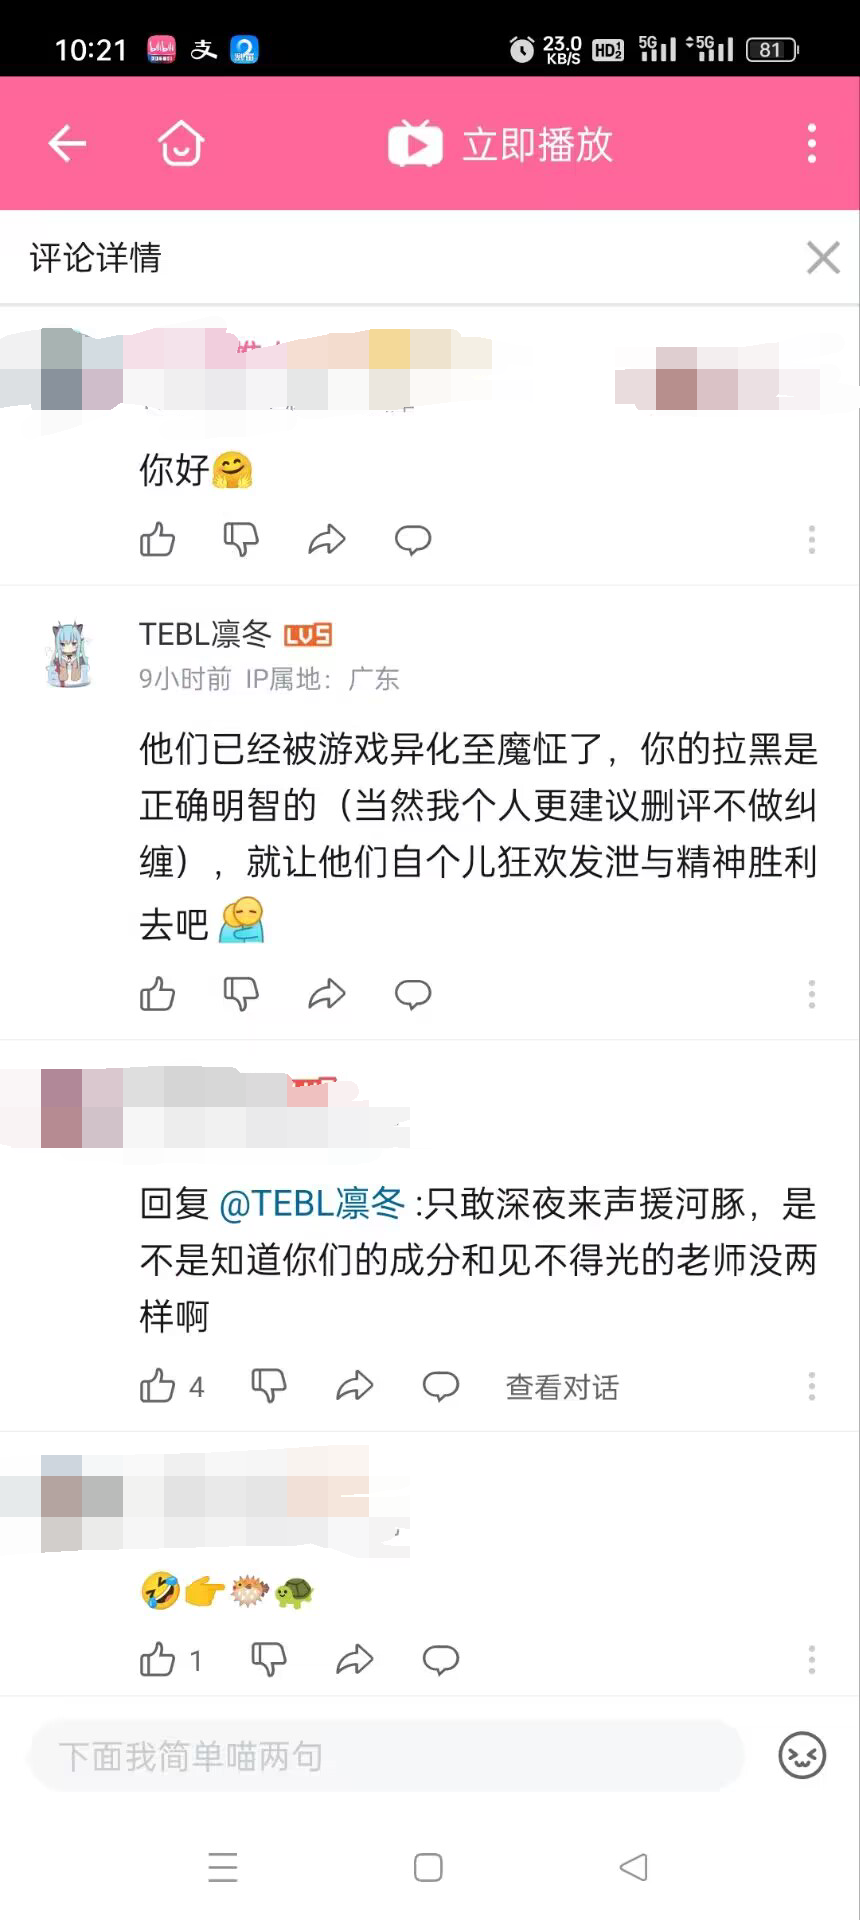 10:21 bilibili 支 23.0 KB/S HD 1 2 5G 5G 81
立即播放
评论详情
你好
TEBL凛冬 LV5
9小时前 IP属地：广东
他们已经被游戏异化至魔怔了，你的拉黑是
正确明智的（当然我个人更建议删评不做纠
缠），就让他们自个儿狂欢发泄与精神胜利
去吧
回复 @TEBL凛冬 :只敢深夜来声援河豚，是
不是知道你们的成分和见不得光的老师没两
样啊
4 查看对话
1
下面我简单喵两句